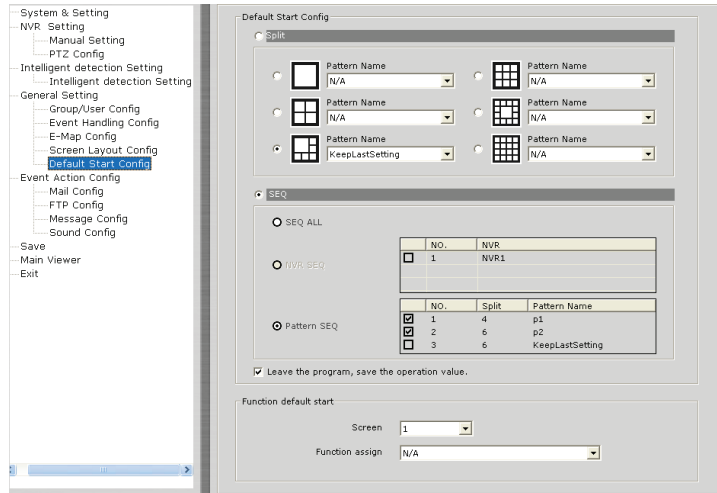 System & Setting
NVR Setting
Manual Setting
PTZ Config
Intelligent detection Setting
Intelligent detection Setting
General Setting
Group/User Config
Event Handling Config
E-Map Config
Screen Layout Config
Default Start Config
Event Action Config
Mail Config
FTP Config
Message Config
Sound Config
Save
Main Viewer
Exit
Default Start Config
Split
Pattern Name
N/A
Pattern Name
N/A
Pattern Name
N/A
Pattern Name
N/A
Pattern Name
KeepLastSetting
Pattern Name
N/A
SEQ
SEQ ALL
NVR SEQ
NO. NVR
1 NVR1
Pattern SEQ
NO. Split Pattern Name
1 4 p1
2 6 p2
3 6 KeepLastSetting
Leave the program, save the operation value.
Function default start
Screen 1
Function assign N/A